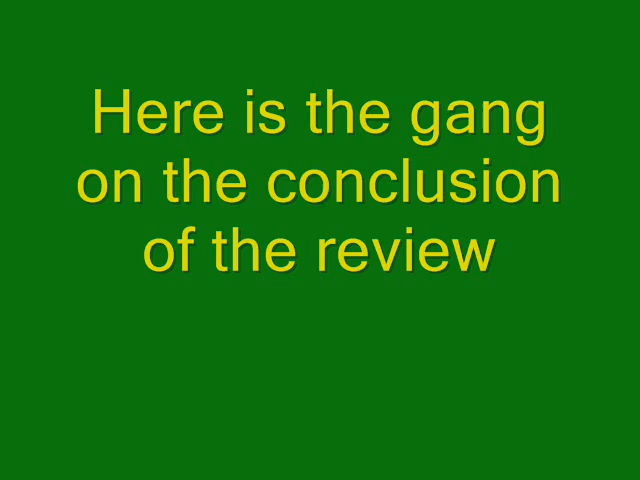 Here is the gang
on the conclusion
of the review